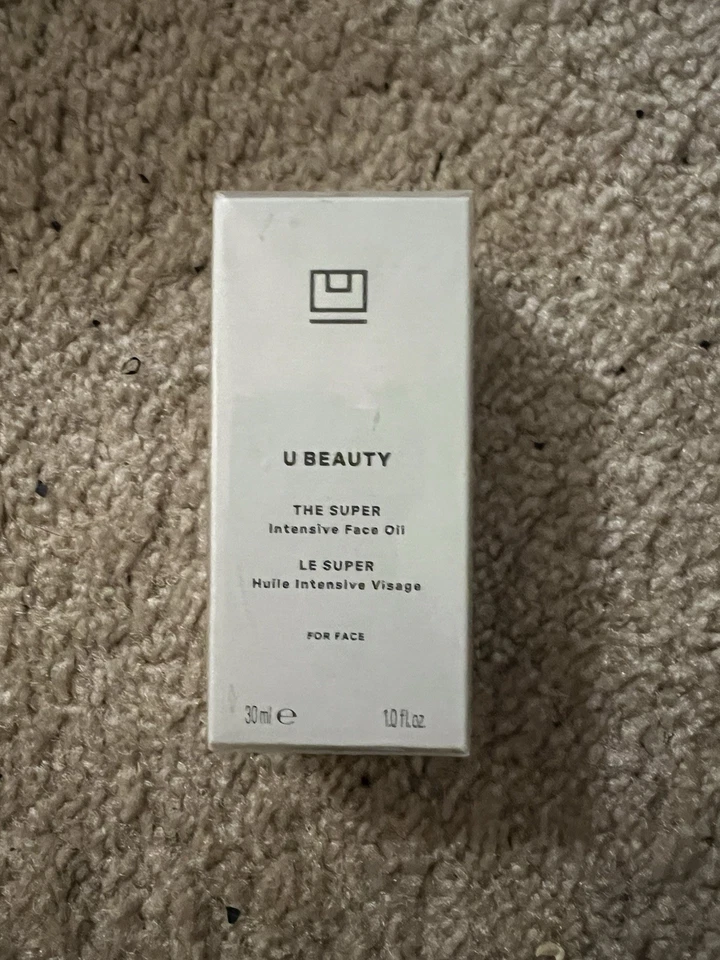 U BEAUTY
THE SUPER
Intensive Face Oil
LE SUPER
Huile Intensive Visage
FOR FACE
30 ml ℮
1.0 fl.oz.